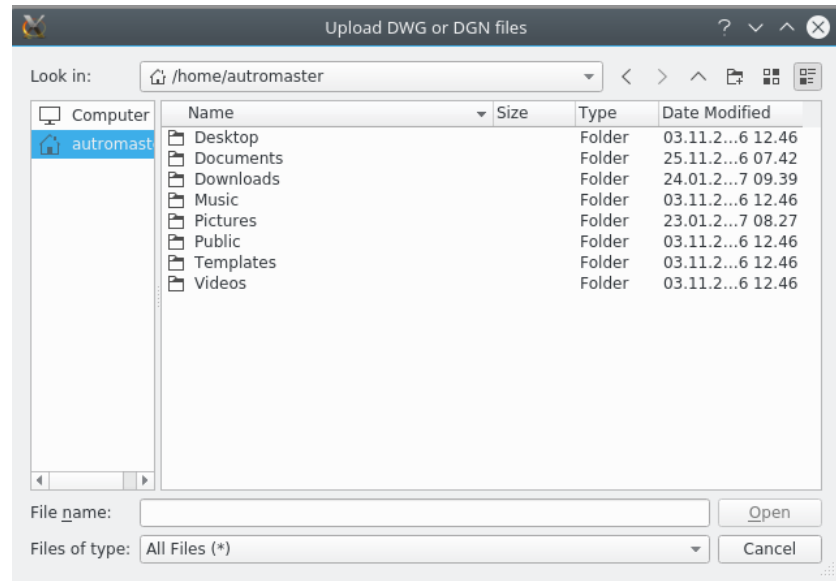 Upload DWG or DGN files
Look in: /home/autromaster
Computer
autromast
Name Size Type Date Modified
Desktop Folder 03.11.2...6 12.46
Documents Folder 25.11.2...6 07.42
Downloads Folder 24.01.2...7 09.39
Music Folder 03.11.2...6 12.46
Pictures Folder 23.01.2...7 08.27
Public Folder 03.11.2...6 12.46
Templates Folder 03.11.2...6 12.46
Videos Folder 03.11.2...6 12.46
File name: Open
Files of type: All Files (*) Cancel